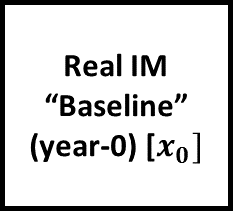 Real IM
“Baseline”
(year-0) [x₀]